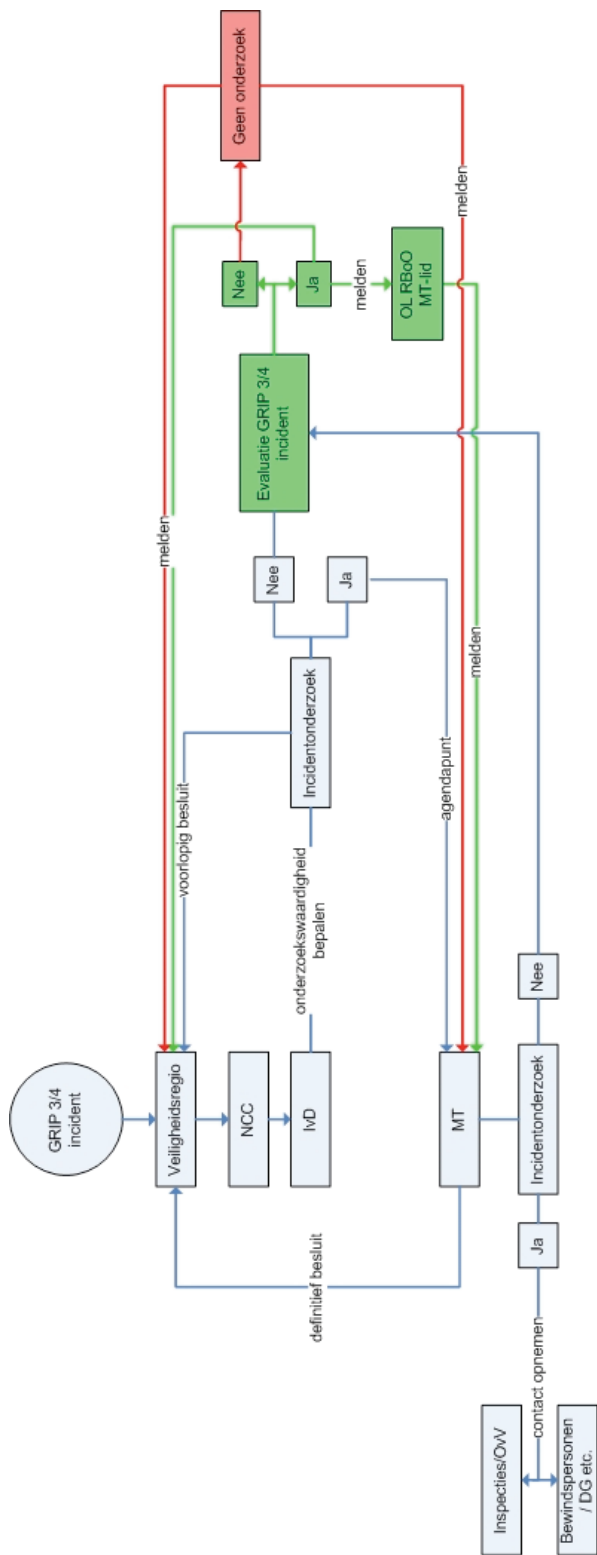 GRIP 3/4
incident
Veiligheidsregio
NCC
IvD
onderzoekswaardigheid
bepalen
Incidentonderzoek
voorlopig besluit
Nee
Ja
Evaluatie GRIP 3/4
incident
Nee
Ja
Geen onderzoek
melden
melden
OL RBoO
MT-lid
melden
melden
agendapunt
MT
definitief besluit
Incidentonderzoek
Ja
Nee
contact opnemen
Inspecties/OvV
Bewindspersonen
/ DG etc.